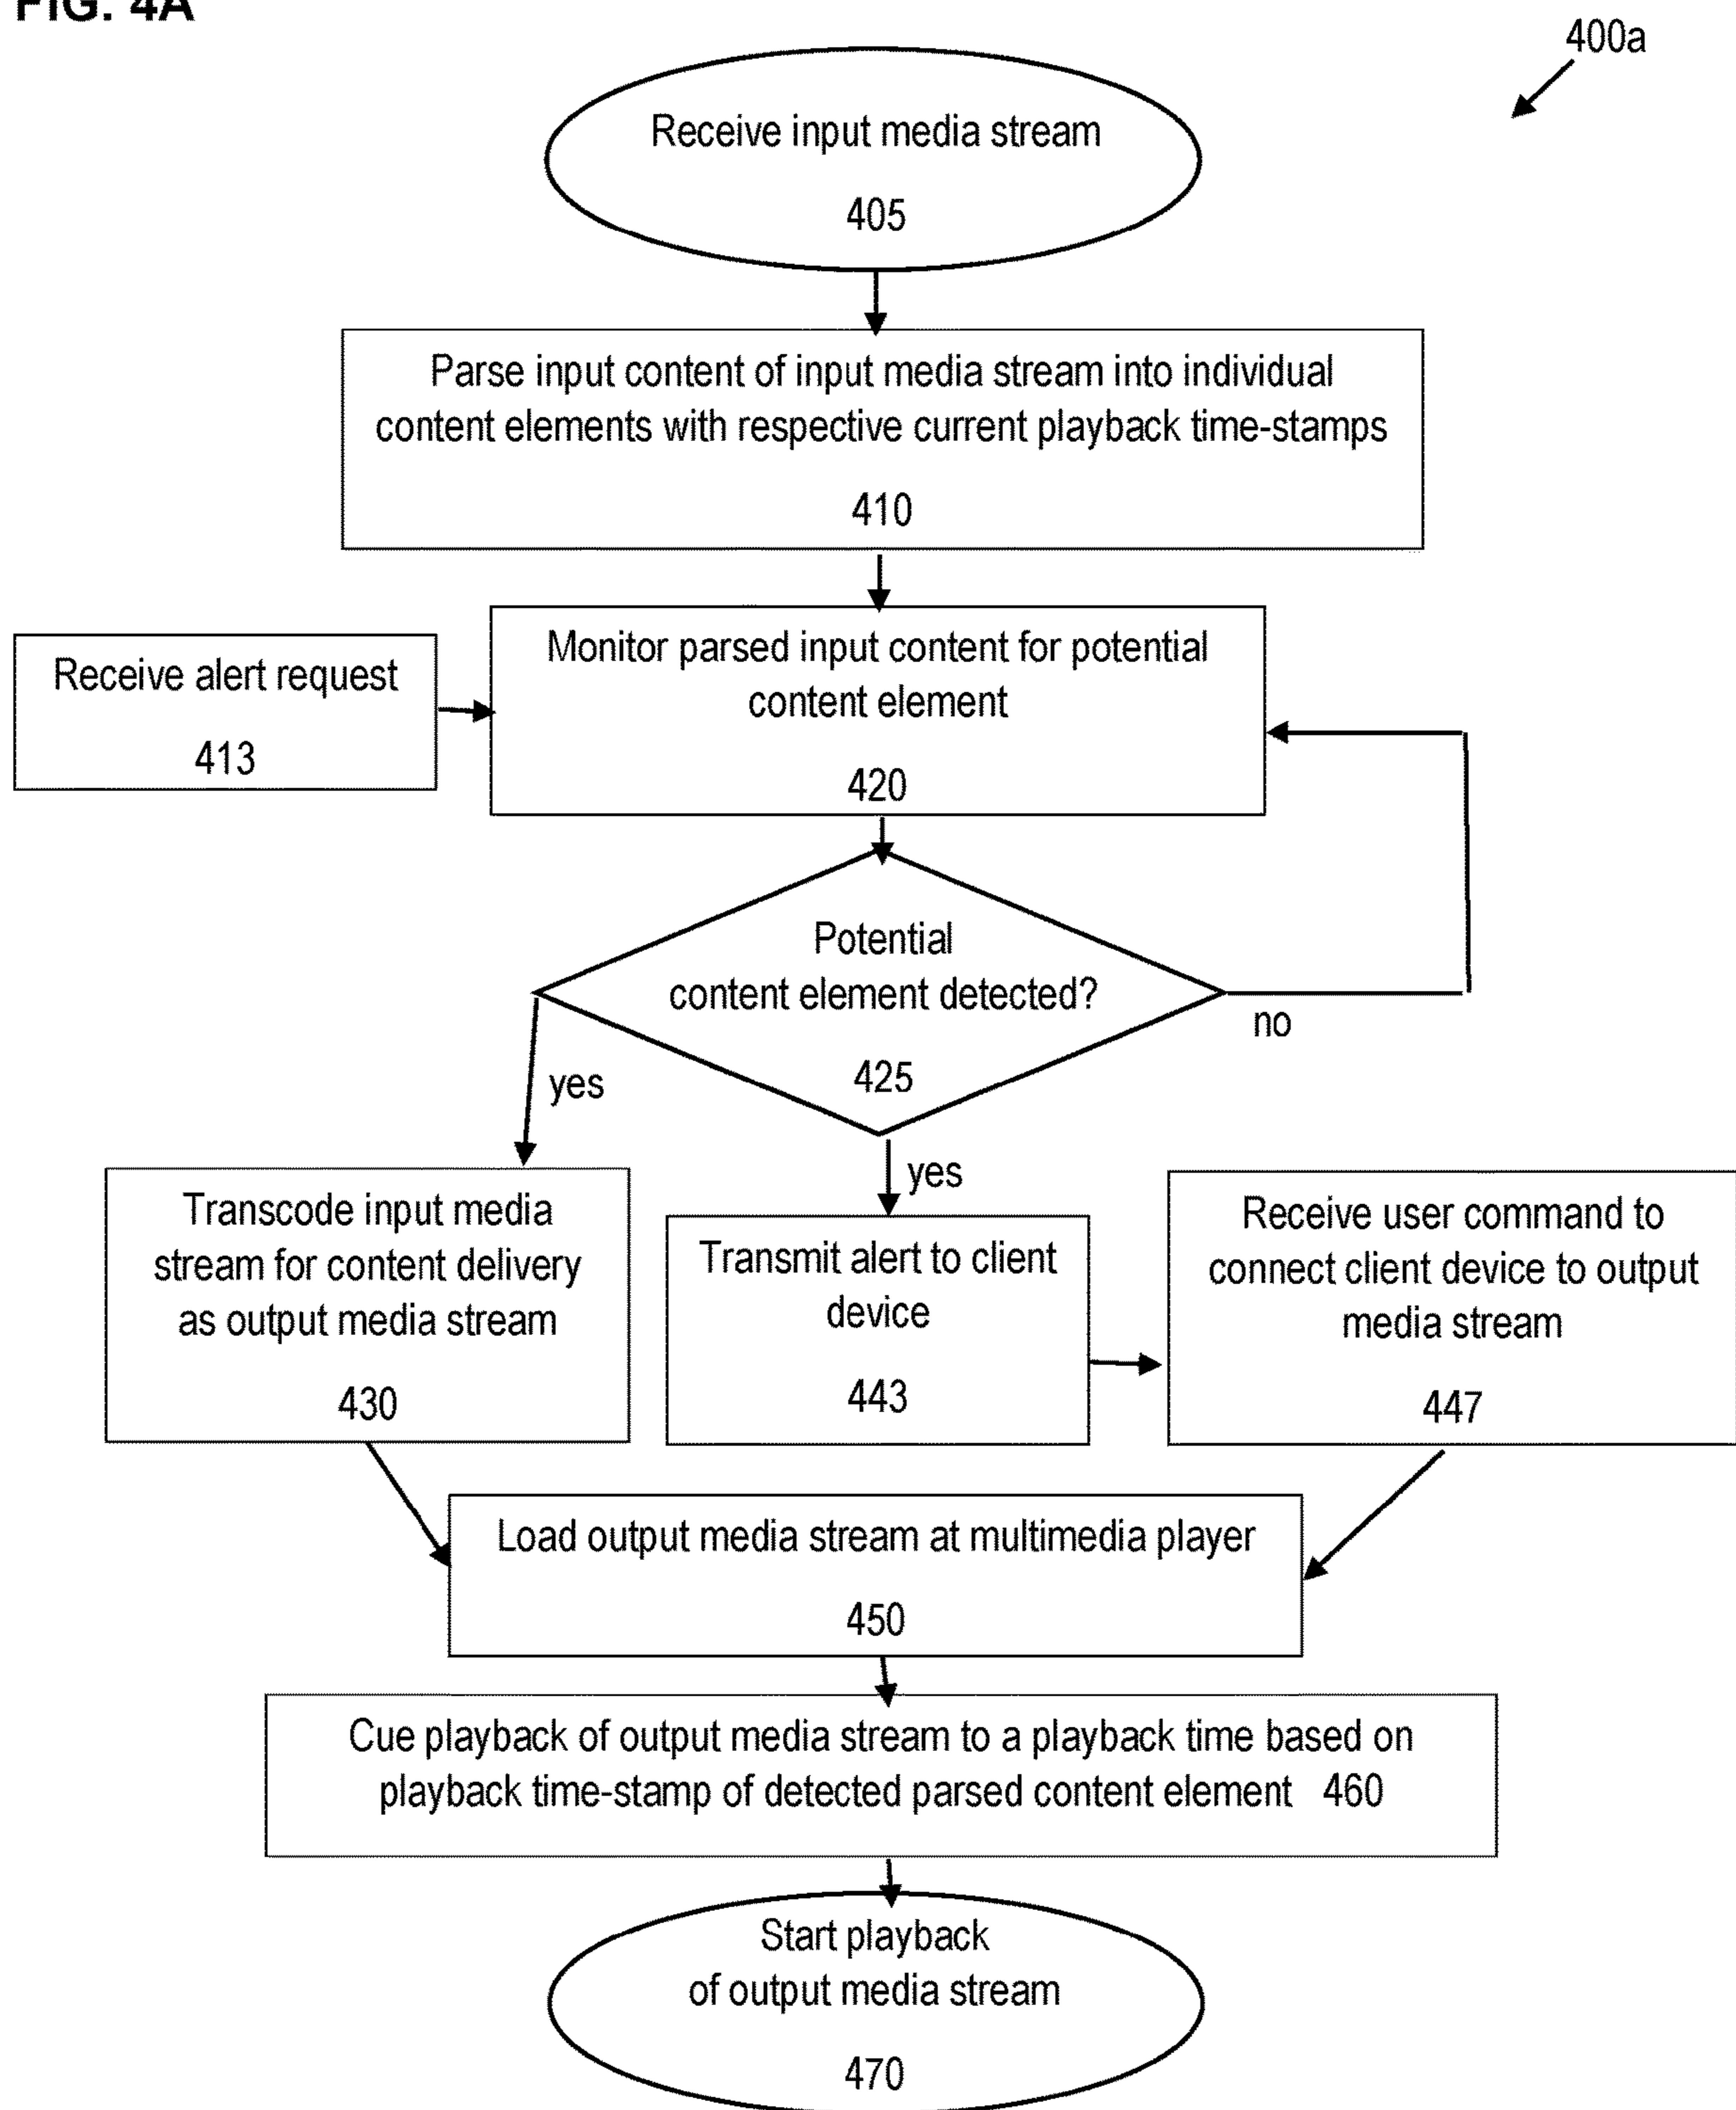 FIG. 4A
400a
Receive input media stream
405
Parse input content of input media stream into individual
content elements with respective current playback time-stamps
410
Receive alert request
413
Monitor parsed input content for potential
content element
420
Potential
content element detected?
425
no
yes
yes
Transcode input media
stream for content delivery
as output media stream
430
Transmit alert to client
device
443
Receive user command to
connect client device to output
media stream
447
Load output media stream at multimedia player
450
Cue playback of output media stream to a playback time based on
playback time-stamp of detected parsed content element 460
Start playback
of output media stream
470